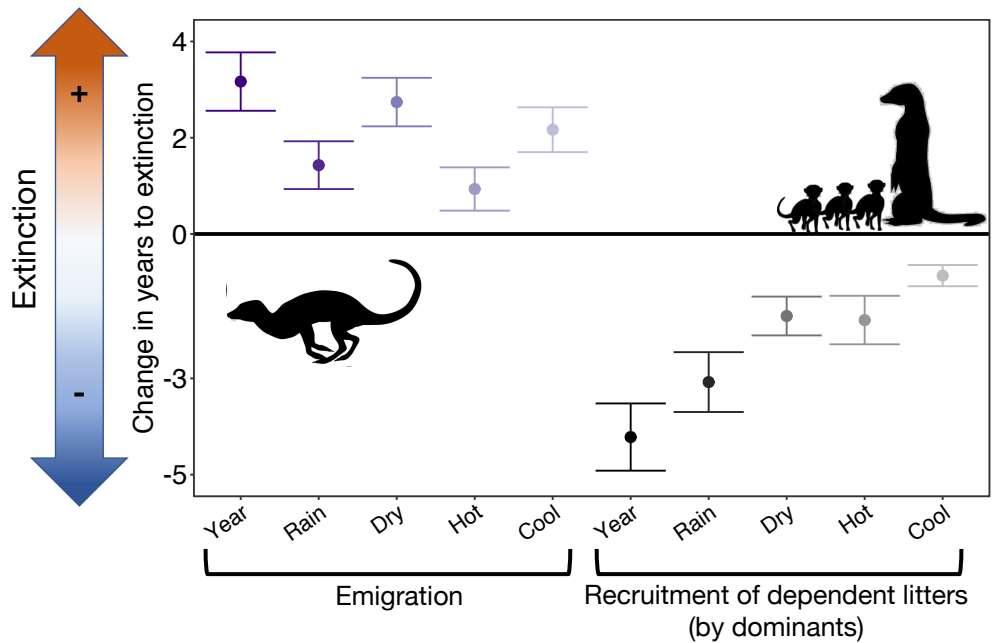 Extinction
+
-
Change in years to extinction
4
2
0
-3
-5
Year Rain Dry Hot Cool Year Rain Dry Hot Cool
Emigration
Recruitment of dependent litters
(by dominants)